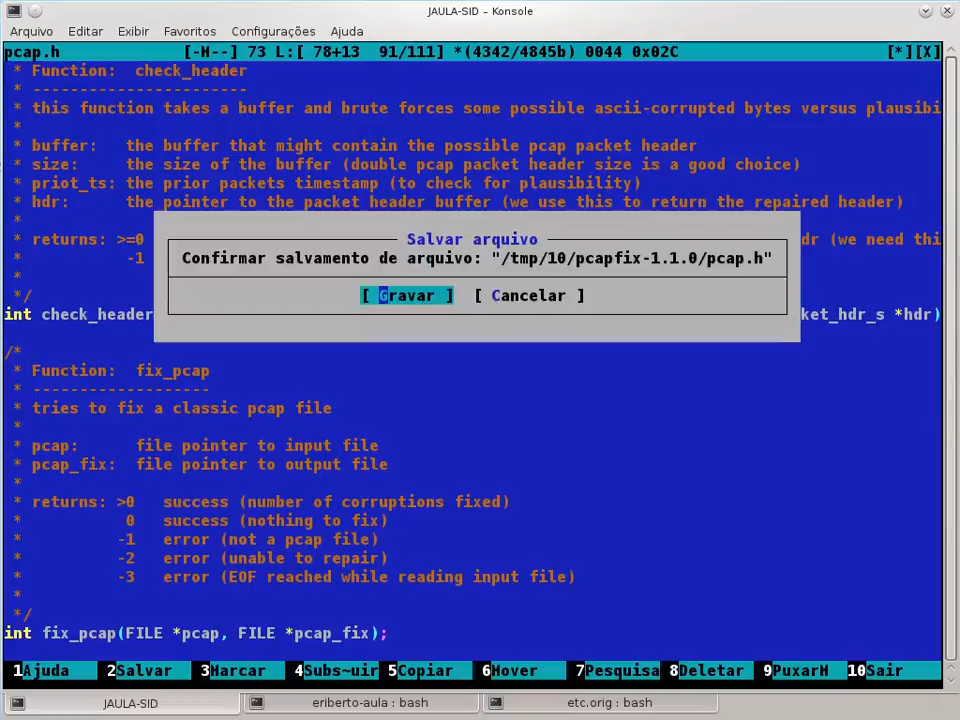 JAULA-SID – Konsole
Arquivo Editar Exibir Favoritos Configurações Ajuda
pcap.h [-M--] 73 L:[ 78+13 91/111] *(4342/4845b) 0044 0x02C [*][X]
* Function: check_header
* -----------------------
* this function takes a buffer and brute forces some possible ascii-corrupted bytes versus plausibi
*
* buffer: the buffer that might contain the possible pcap packet header
* size: the size of the buffer (double pcap packet header size is a good choice)
* priot_ts: the prior packets timestamp (to check for plausibility)
* hdr: the pointer to the packet header buffer (we use this to return the repaired header)
*
* returns: >=0 dr (we need thi
* -1
*
*/
int check_header ket_hdr_s *hdr)
Salvar arquivo
Confirmar salvamento de arquivo: "/tmp/10/pcapfix-1.1.0/pcap.h"
[ Gravar ] [ Cancelar ]
/*
* Function: fix_pcap
* -------------------
* tries to fix a classic pcap file
*
* pcap: file pointer to input file
* pcap_fix: file pointer to output file
*
* returns: >0 success (number of corruptions fixed)
* 0 success (nothing to fix)
* -1 error (not a pcap file)
* -2 error (unable to repair)
* -3 error (EOF reached while reading input file)
*
*/
int fix_pcap(FILE *pcap, FILE *pcap_fix);
1Ajuda 2Salvar 3Marcar 4Subs~uir 5Copiar 6Mover 7Pesquisa 8Deletar 9PuxarM 10Sair
JAULA-SID eriberto-aula : bash etc.orig : bash